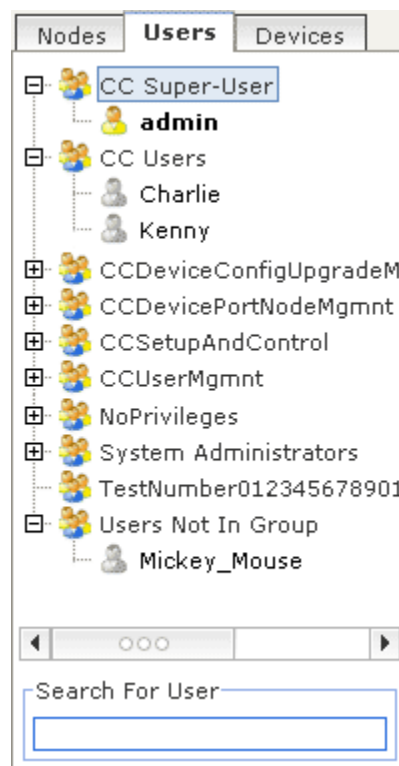 Nodes Users Devices
CC Super-User
admin
CC Users
Charlie
Kenny
CCDeviceConfigUpgradeM
CCDevicePortNodeMgmnt
CCSetupAndControl
CCUserMgmnt
NoPrivileges
System Administrators
TestNumber012345678901
Users Not In Group
Mickey_Mouse
Search For User